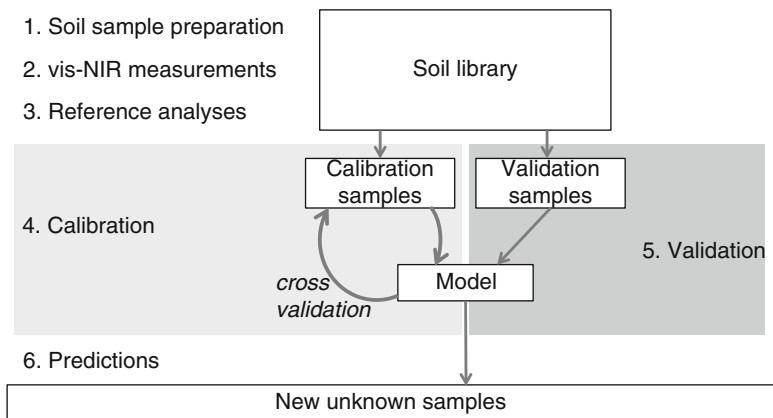 1. Soil sample preparation
2. vis-NIR measurements
3. Reference analyses
Soil library
Calibration
samples
Validation
samples
4. Calibration
5. Validation
cross
validation
Model
6. Predictions
New unknown samples